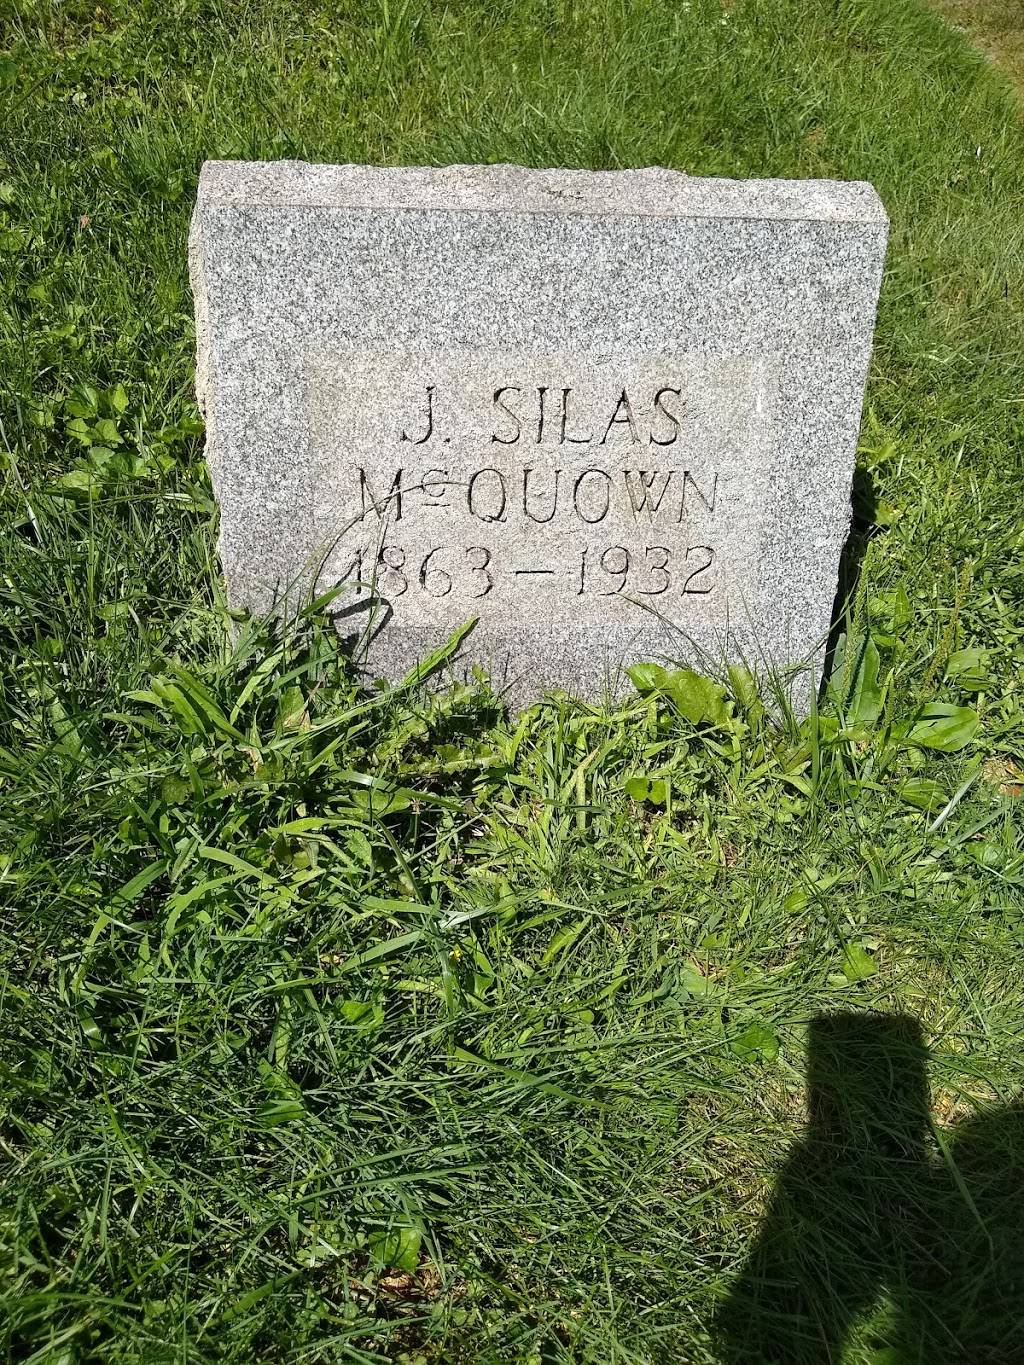 J. SILAS
McQUOWN
1863 — 1932